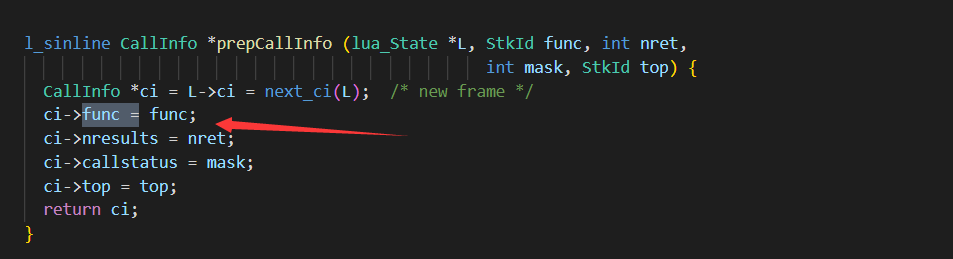 l_sinline CallInfo *prepCallInfo (lua_State *L, StkId func, int nret,
int mask, StkId top) {
CallInfo *ci = L->ci = next_ci(L);  /* new frame */
ci->func = func;
ci->nresults = nret;
ci->callstatus = mask;
ci->top = top;
return ci;
}